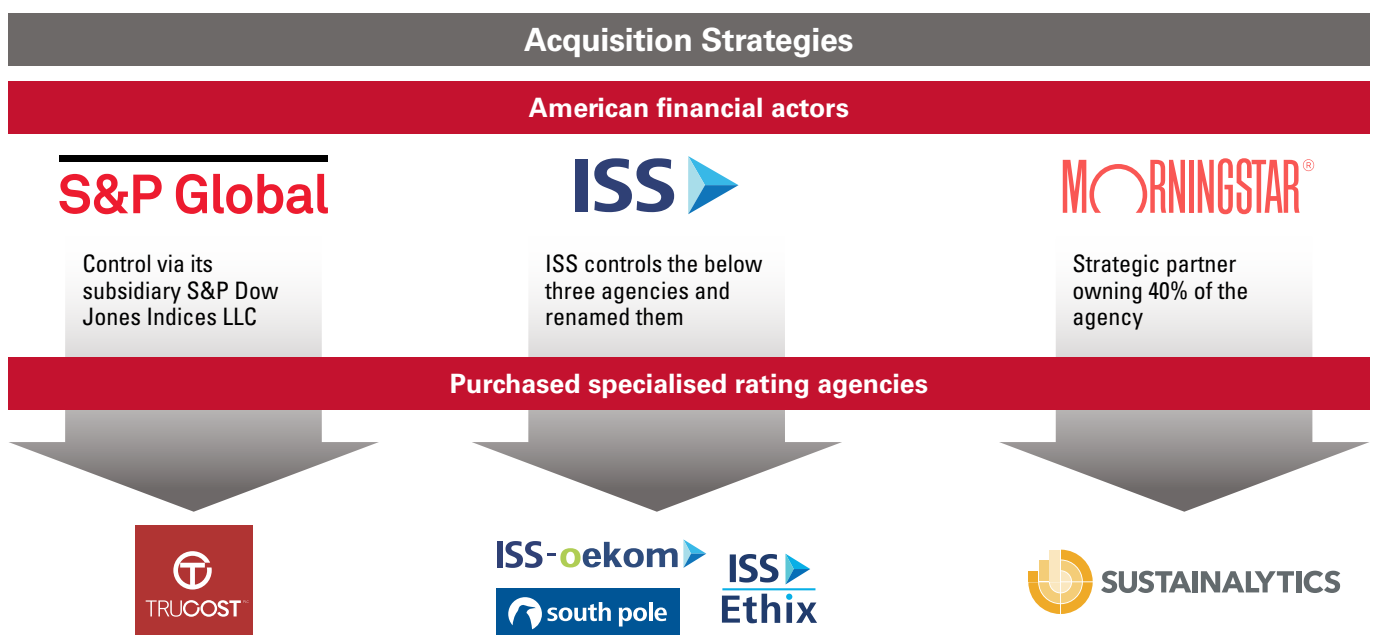 Acquisition Strategies
American financial actors
S&P Global
ISS
MORNINGSTAR®
Control via its
subsidiary S&P Dow
Jones Indices LLC
ISS controls the below
three agencies and
renamed them
Strategic partner
owning 40% of the
agency
Purchased specialised rating agencies
TRUCOST
ISS-oekom
south pole
ISS
Ethix
SUSTAINALYTICS